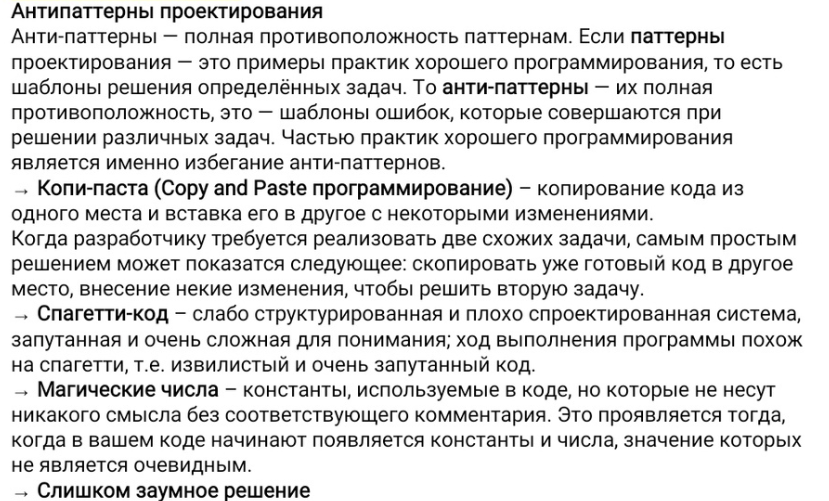 Антипаттерны проектирования
Анти-паттерны — полная противоположность паттернам. Если паттерны
проектирования — это примеры практик хорошего программирования, то есть
шаблоны решения определённых задач. То анти-паттерны — их полная
противоположность, это — шаблоны ошибок, которые совершаются при
решении различных задач. Частью практик хорошего программирования
является именно избегание анти-паттернов.
→ Копи-паста (Copy and Paste программирование) – копирование кода из
одного места и вставка его в другое с некоторыми изменениями.
Когда разработчику требуется реализовать две схожих задачи, самым простым
решением может показатся следующее: скопировать уже готовый код в другое
место, внесение некие изменения, чтобы решить вторую задачу.
→ Спагетти-код – слабо структурированная и плохо спроектированная система,
запутанная и очень сложная для понимания; ход выполнения программы похож
на спагетти, т.е. извилистый и очень запутанный код.
→ Магические числа – константы, используемые в коде, но которые не несут
никакого смысла без соответствующего комментария. Это проявляется тогда,
когда в вашем коде начинают появляется константы и числа, значение которых
не является очевидным.
→ Слишком заумное решение